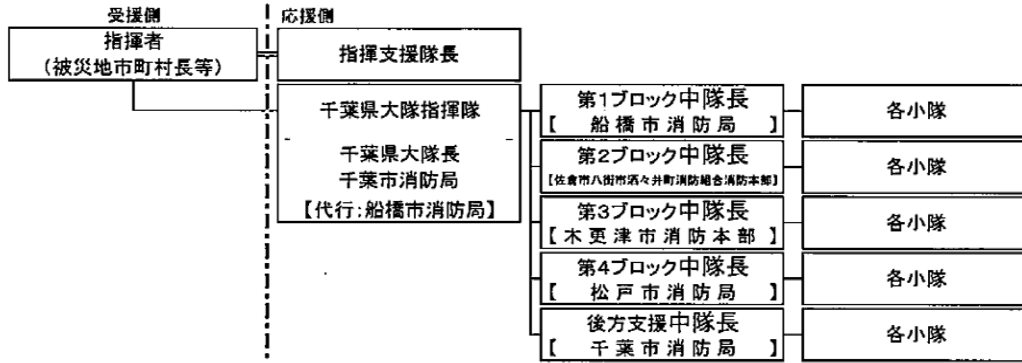 受援側
応援側
指揮者
(被災地市町村長等)
指揮支援隊長
千葉県大隊指揮隊
千葉県大隊長
千葉市消防局
【代行:船橋市消防局】
第1ブロック中隊長
【 船橋市消防局 】
各小隊
第2ブロック中隊長
【佐倉市八街市酒々井町消防組合消防本部】
各小隊
第3ブロック中隊長
【木更津市消防本部】
各小隊
第4ブロック中隊長
【 松戸市消防局 】
各小隊
後方支援中隊長
【 千葉市消防局 】
各小隊